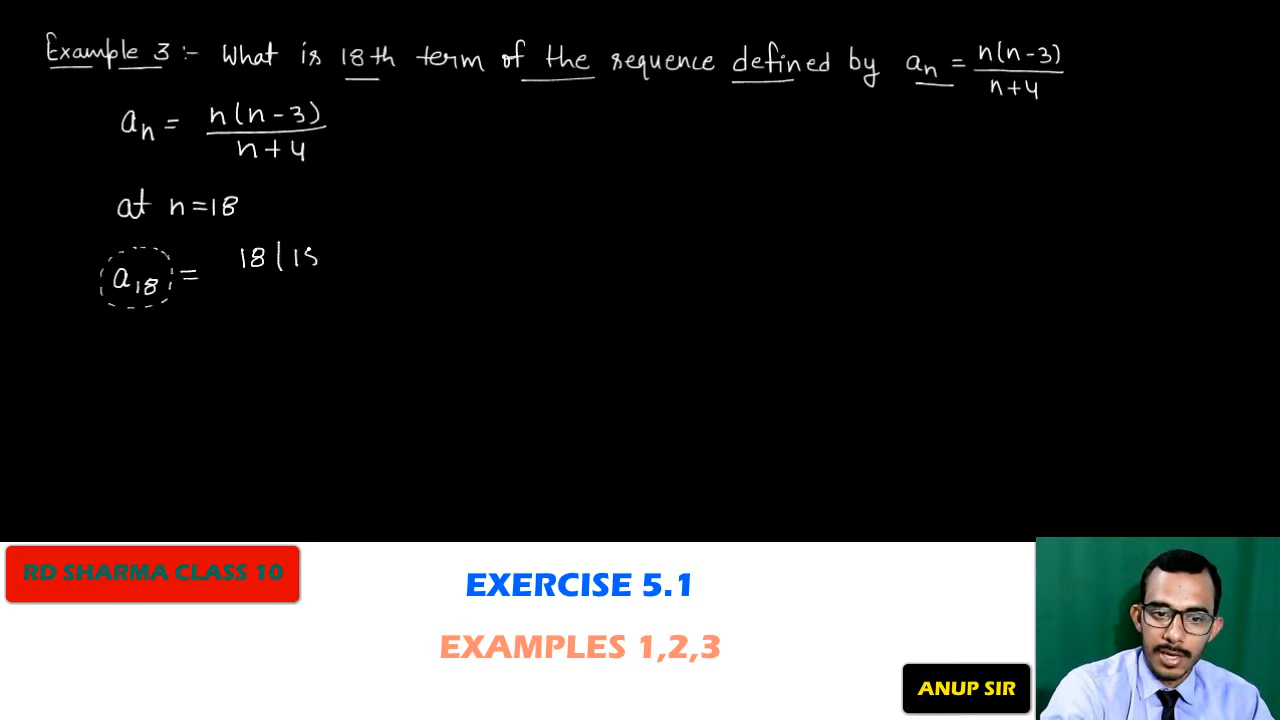 Example 3 :- What is 18th term of the sequence defined by aₙ = n(n-3)/n+4
aₙ = n(n-3)/n+4
at n=18
a₁₈ = 18(18
RD SHARMA CLASS 10
EXERCISE 5.1
EXAMPLES 1,2,3
ANUP SIR